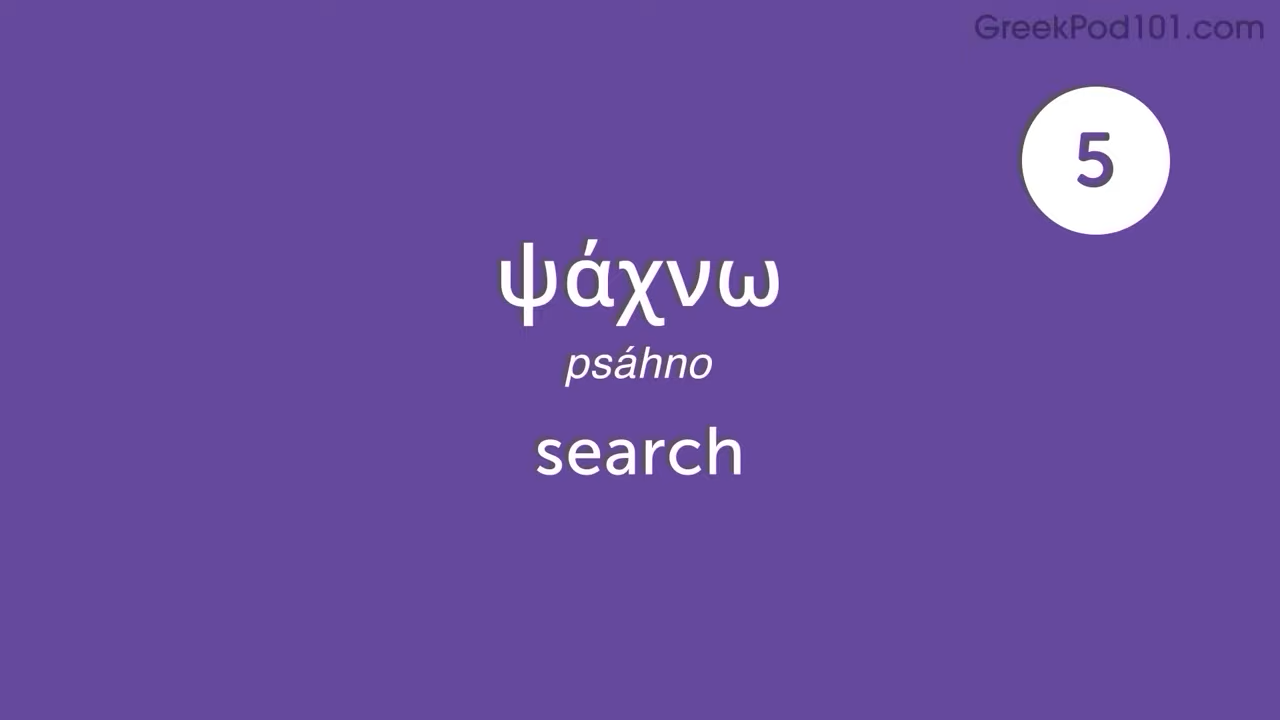 GreekPod101.com
5
ψάχνω
psáhno
search